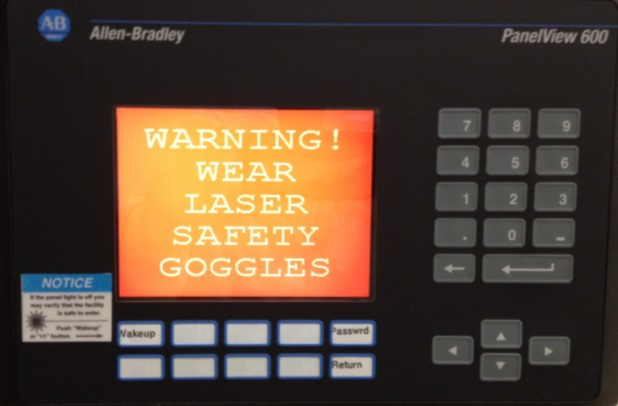 AB
Allen-Bradley
PanelView 600
WARNING!
WEAR
LASER
SAFETY
GOGGLES
7 8 9
4 5 6
1 2 3
. 0 -
NOTICE
If the panel light is off you
may verify that the facility
is safe to enter.
Push "Wakeup"
button.
Wakeup
Passwrd
Return